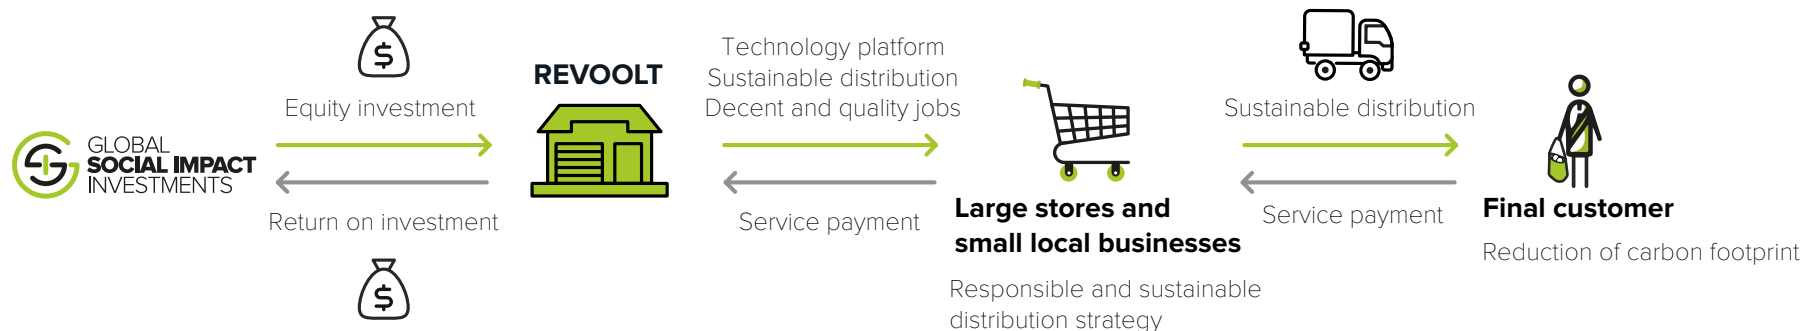 GLOBAL
SOCIAL IMPACT
INVESTMENTS
$
Equity investment
Return on investment
$
REVOOLT
Technology platform
Sustainable distribution
Decent and quality jobs
Service payment
Large stores and
small local businesses
Responsible and sustainable
distribution strategy
Sustainable distribution
Service payment
Final customer
Reduction of carbon footprint